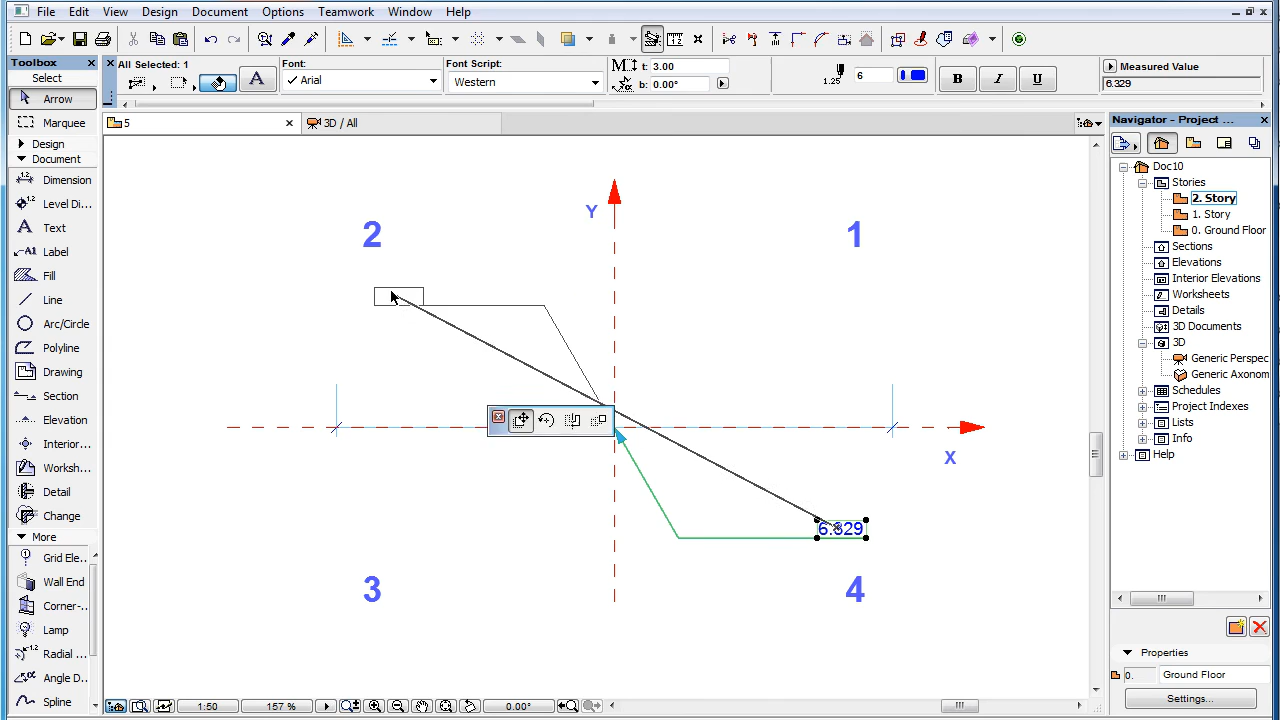 File Edit View Design Document Options Teamwork Window Help
Toolbox
Select
Arrow
Marquee
Design
Document
Dimension
Level Di...
Text
Label
Fill
Line
Arc/Circle
Polyline
Drawing
Section
Elevation
Interior...
Worksh...
Detail
Change
More
Grid Ele...
Wall End
Corner-...
Lamp
Radial ...
Angle D...
Spline
All Selected: 1
Font:
Arial
Font Script:
Western
M t: 3.00
b: 0.00°
1.25
6
B I U
Measured Value
6.329
5
3D / All
Y
2
1
X
6.329
3
4
1:50
157 %
0.00°
Navigator - Project ...
Doc10
Stories
2. Story
1. Story
0. Ground Floor
Sections
Elevations
Interior Elevations
Worksheets
Details
3D Documents
3D
Generic Perspec
Generic Axonom
Schedules
Project Indexes
Lists
Info
Help
Properties
0. Ground Floor
Settings...